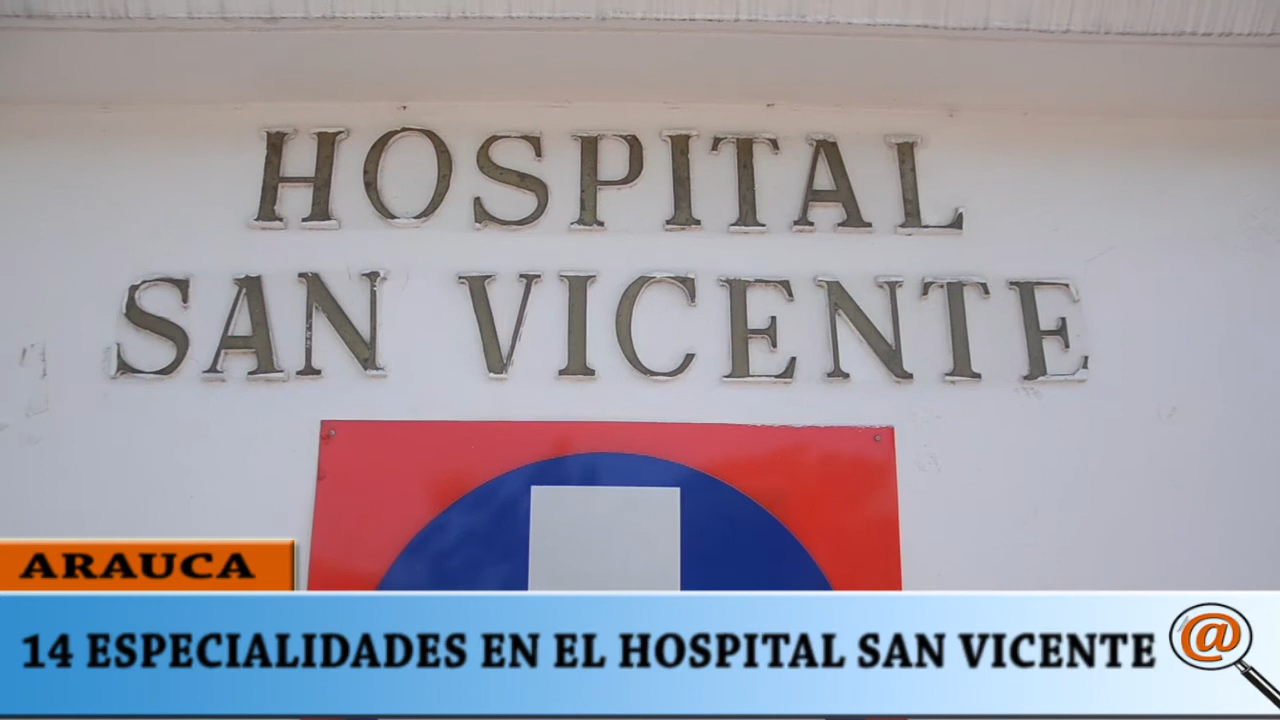 HOSPITAL
SAN VICENTE
ARAUCA
14 ESPECIALIDADES EN EL HOSPITAL SAN VICENTE
@